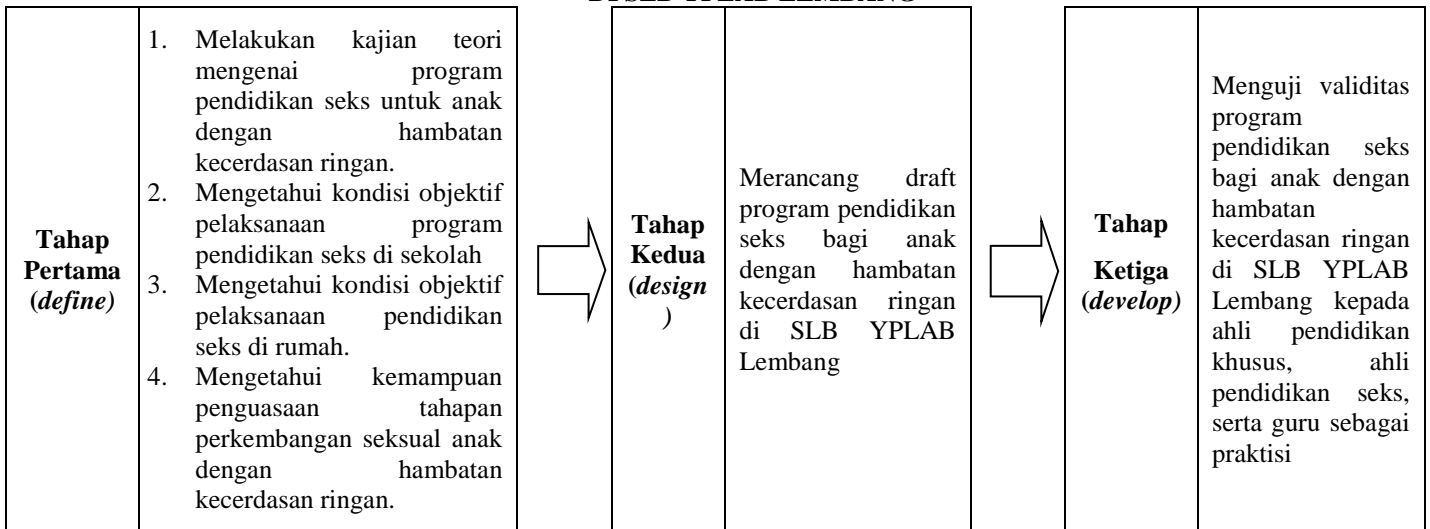 Tahap
Pertama
(define)
1. Melakukan kajian teori
mengenai program
pendidikan seks untuk anak
dengan hambatan
kecerdasan ringan.
2. Mengetahui kondisi objektif
pelaksanaan program
pendidikan seks di sekolah
3. Mengetahui kondisi objektif
pelaksanaan pendidikan
seks di rumah.
4. Mengetahui kemampuan
penguasaan tahapan
perkembangan seksual anak
dengan hambatan
kecerdasan ringan.
Tahap
Kedua
(design
)
Merancang draft
program pendidikan
seks bagi anak
dengan hambatan
kecerdasan ringan
di SLB YPLAB
Lembang
Tahap
Ketiga
(develop)
Menguji validitas
program
pendidikan seks
bagi anak dengan
hambatan
kecerdasan ringan
di SLB YPLAB
Lembang kepada
ahli pendidikan
khusus, ahli
pendidikan seks,
serta guru sebagai
praktisi